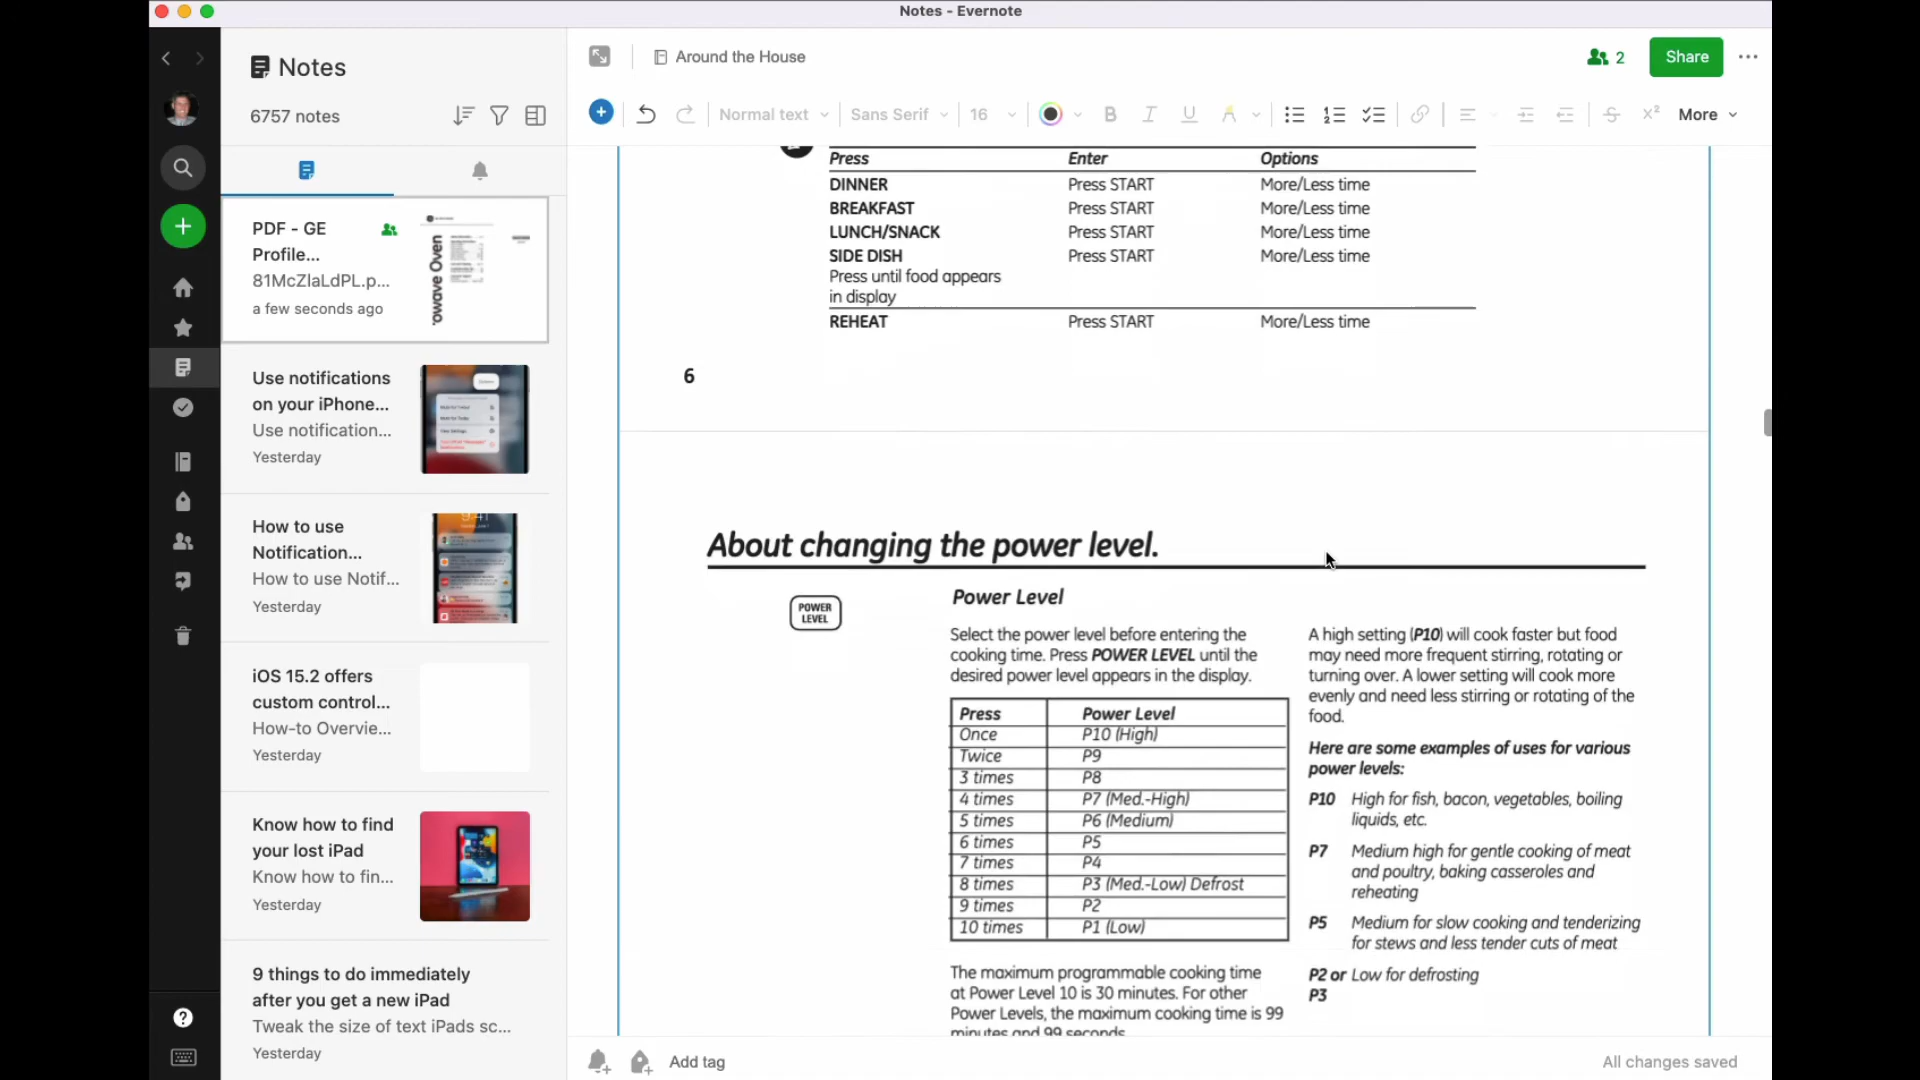 Notes - Evernote
Notes
6757 notes
PDF - GE
Profile...
81McZlaLdPL.p...
a few seconds ago
Use notifications
on your iPhone...
Use notification...
Yesterday
How to use
Notification...
How to use Notif...
Yesterday
iOS 15.2 offers
custom control...
How-to Overvie...
Yesterday
Know how to find
your lost iPad
Know how to fin...
Yesterday
9 things to do immediately
after you get a new iPad
Tweak the size of text iPads sc...
Yesterday
Around the House
2
Share
Normal text
Sans Serif
16
More
Press Enter Options
DINNER Press START More/Less time
BREAKFAST Press START More/Less time
LUNCH/SNACK Press START More/Less time
SIDE DISH Press START More/Less time
Press until food appears
in display
REHEAT Press START More/Less time
6
About changing the power level.
POWER
LEVEL
Power Level
Select the power level before entering the
cooking time. Press POWER LEVEL until the
desired power level appears in the display.
Press Power Level
Once P10 (High)
Twice P9
3 times P8
4 times P7 (Med.-High)
5 times P6 (Medium)
6 times P5
7 times P4
8 times P3 (Med.-Low) Defrost
9 times P2
10 times P1 (Low)
The maximum programmable cooking time
at Power Level 10 is 30 minutes. For other
Power Levels, the maximum cooking time is 99
minutes and 99 seconds.
A high setting (P10) will cook faster but food
may need more frequent stirring, rotating or
turning over. A lower setting will cook more
evenly and need less stirring or rotating of the
food.
Here are some examples of uses for various
power levels:
P10 High for fish, bacon, vegetables, boiling
liquids, etc.
P7 Medium high for gentle cooking of meat
and poultry, baking casseroles and
reheating
P5 Medium for slow cooking and tenderizing
for stews and less tender cuts of meat
P2 or Low for defrosting
P3
Add tag
All changes saved